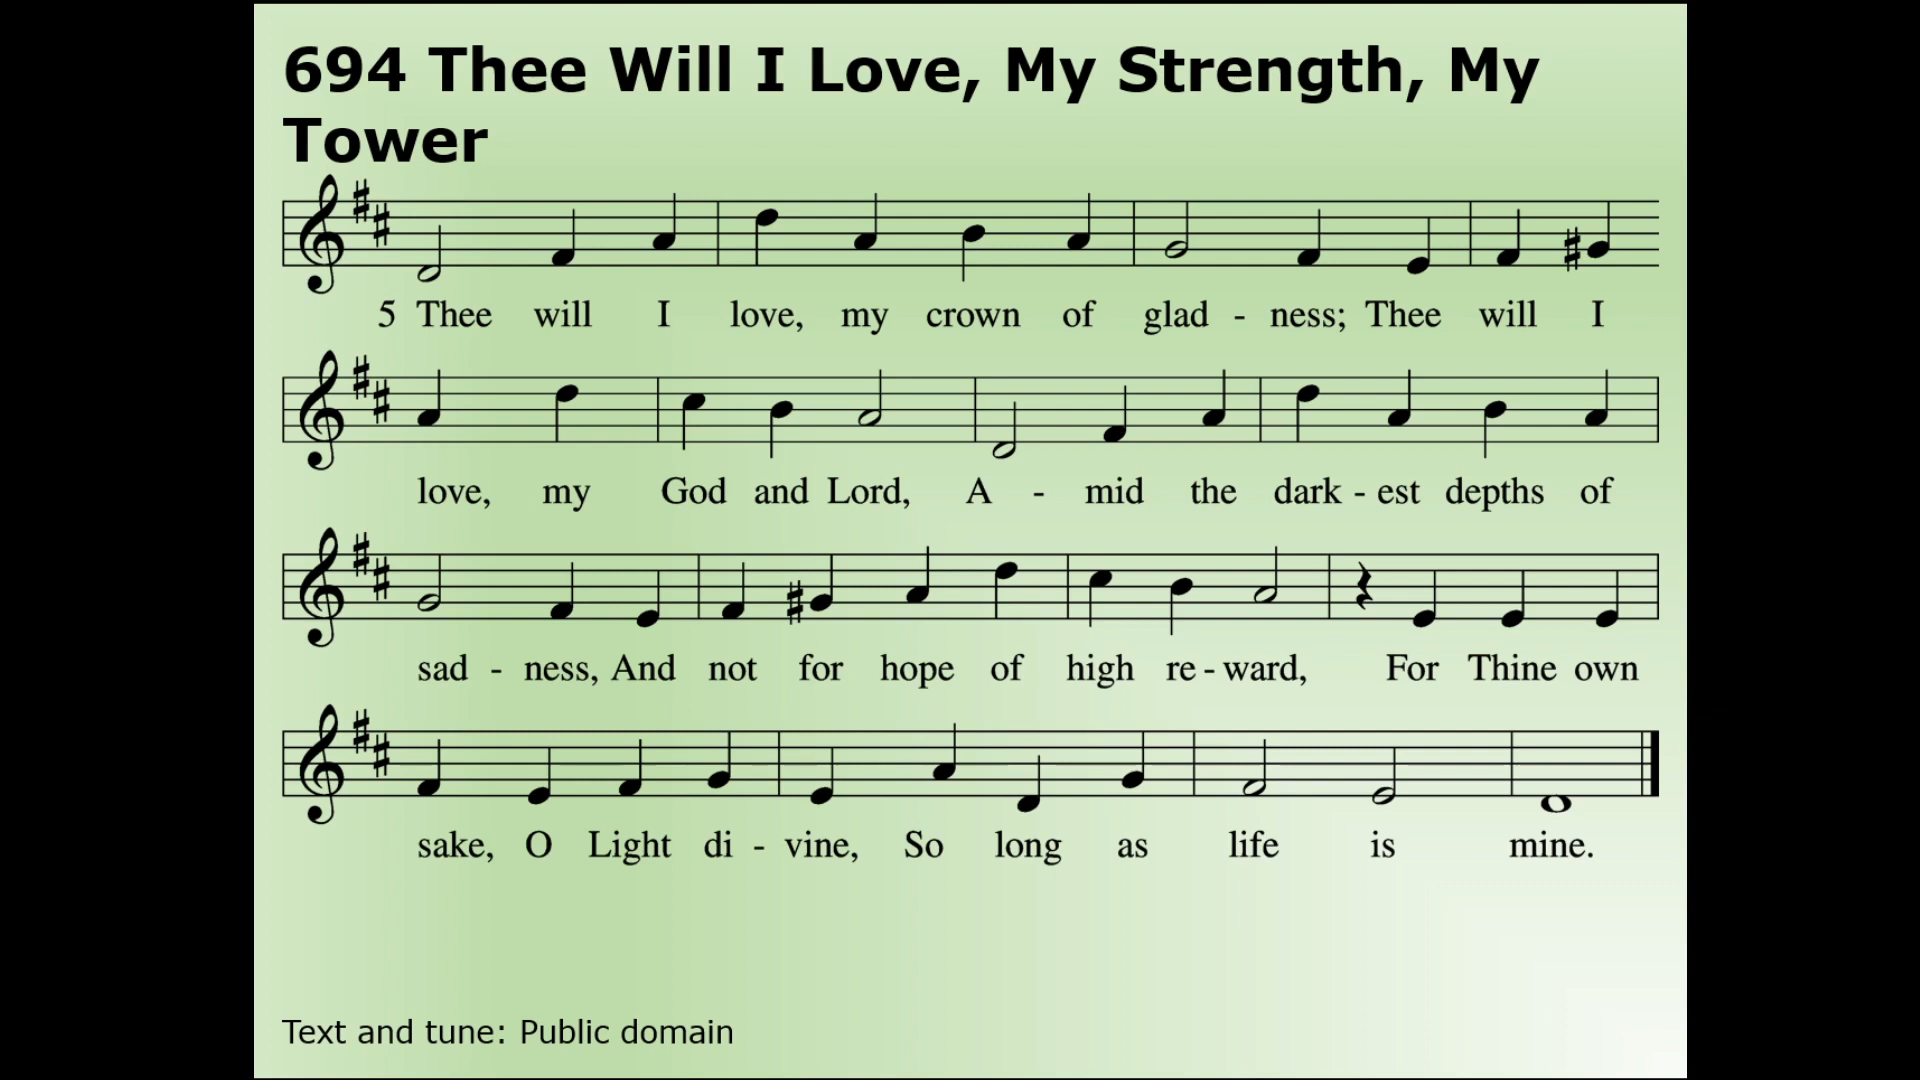 694 Thee Will I Love, My Strength, My
Tower
5 Thee will I love, my crown of glad - ness; Thee will I
love, my God and Lord, A - mid the dark - est depths of
sad - ness, And not for hope of high re - ward, For Thine own
sake, O Light di - vine, So long as life is mine.
Text and tune: Public domain